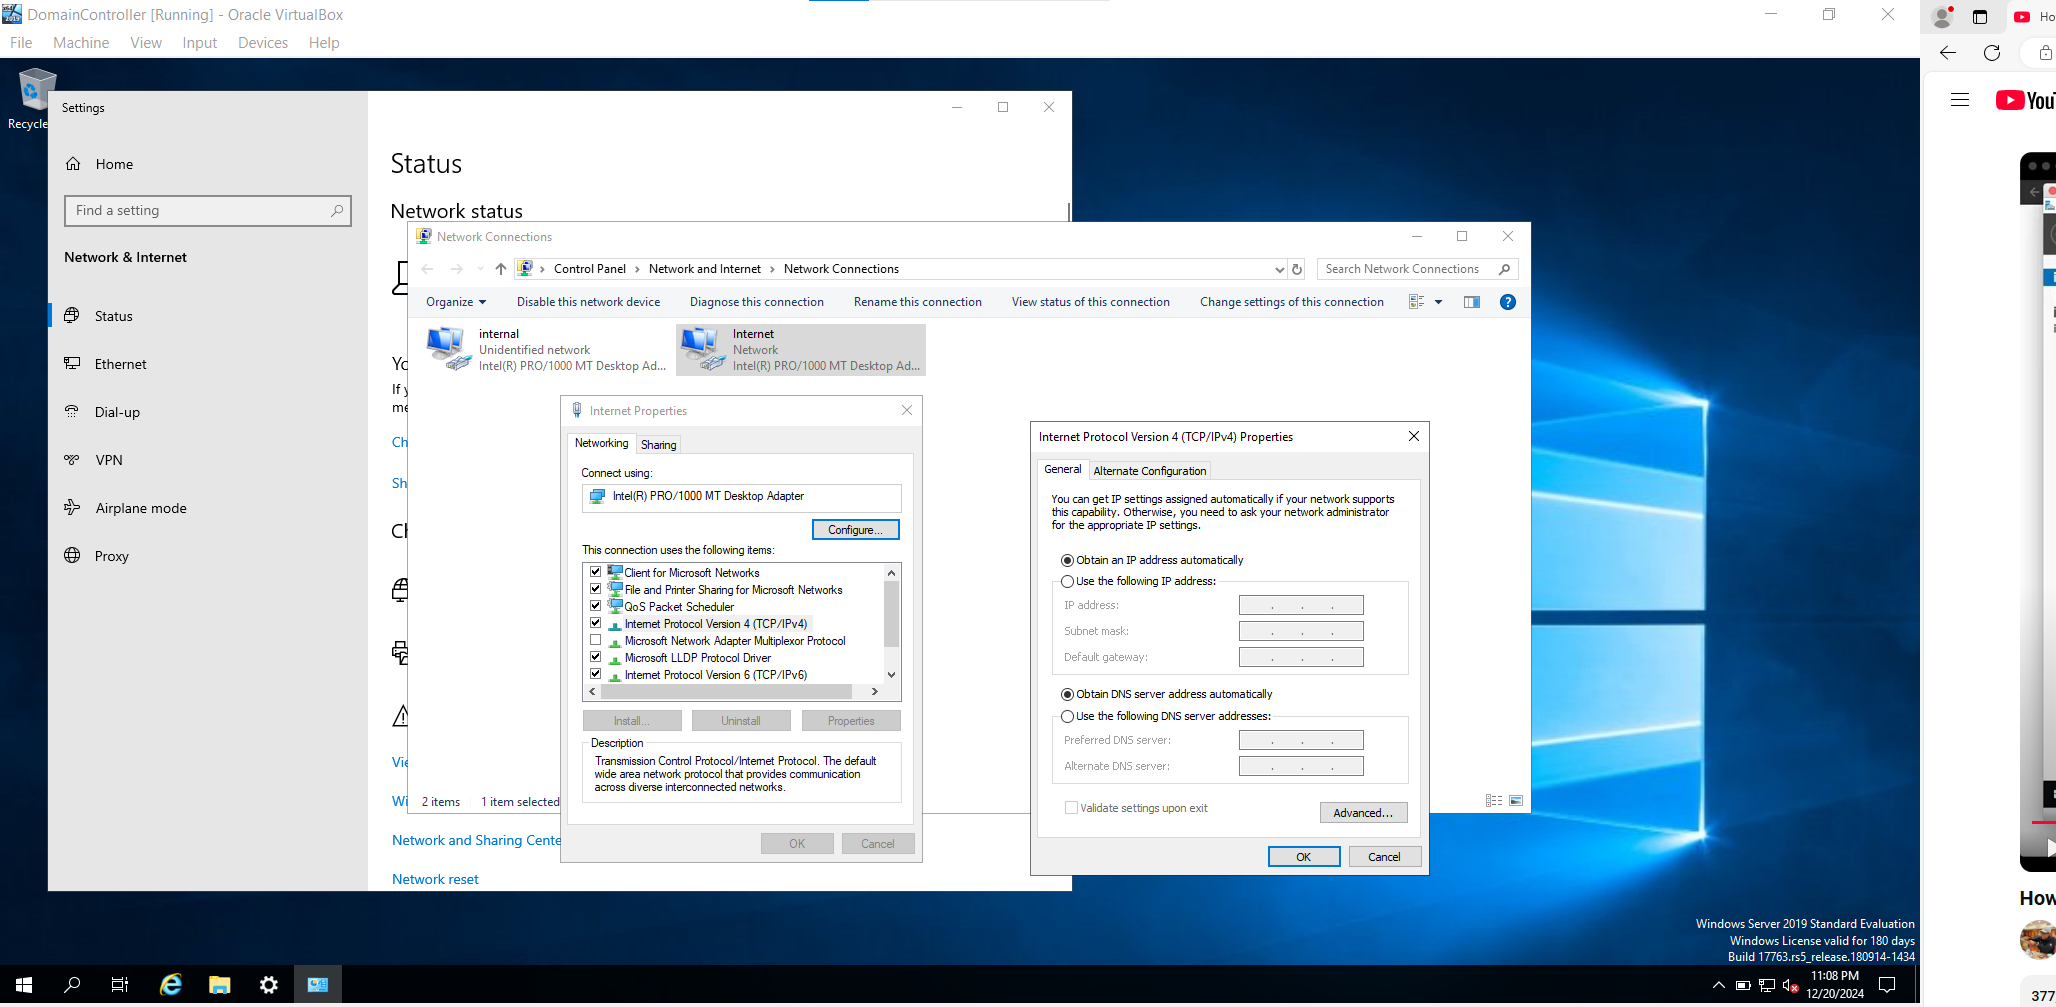 DomainController [Running] - Oracle VirtualBox
File Machine View Input Devices Help
Recycle
Settings
Home
Find a setting
Network & Internet
Status
Ethernet
Dial-up
VPN
Airplane mode
Proxy
Status
Network status
Yo
If y
me
Ch
Sh
Ch
Vie
Wi
Network and Sharing Cente
Network reset
Network Connections
Control Panel > Network and Internet > Network Connections
Search Network Connections
Organize Disable this network device Diagnose this connection Rename this connection View status of this connection Change settings of this connection
internal
Unidentified network
Intel(R) PRO/1000 MT Desktop Ad...
Internet
Network
Intel(R) PRO/1000 MT Desktop Ad...
2 items 1 item selected
Internet Properties
Networking Sharing
Connect using:
Intel(R) PRO/1000 MT Desktop Adapter
Configure...
This connection uses the following items:
Client for Microsoft Networks
File and Printer Sharing for Microsoft Networks
QoS Packet Scheduler
Internet Protocol Version 4 (TCP/IPv4)
Microsoft Network Adapter Multiplexor Protocol
Microsoft LLDP Protocol Driver
Internet Protocol Version 6 (TCP/IPv6)
Install... Uninstall Properties
Description
Transmission Control Protocol/Internet Protocol. The default
wide area network protocol that provides communication
across diverse interconnected networks.
OK Cancel
Internet Protocol Version 4 (TCP/IPv4) Properties
General Alternate Configuration
You can get IP settings assigned automatically if your network supports
this capability. Otherwise, you need to ask your network administrator
for the appropriate IP settings.
Obtain an IP address automatically
Use the following IP address:
IP address:
Subnet mask:
Default gateway:
Obtain DNS server address automatically
Use the following DNS server addresses:
Preferred DNS server:
Alternate DNS server:
Validate settings upon exit
Advanced...
OK Cancel
Windows Server 2019 Standard Evaluation
Windows License valid for 180 days
Build 17763.rs5_release.180914-1434
11:08 PM
12/20/2024
Ho
You
How
377